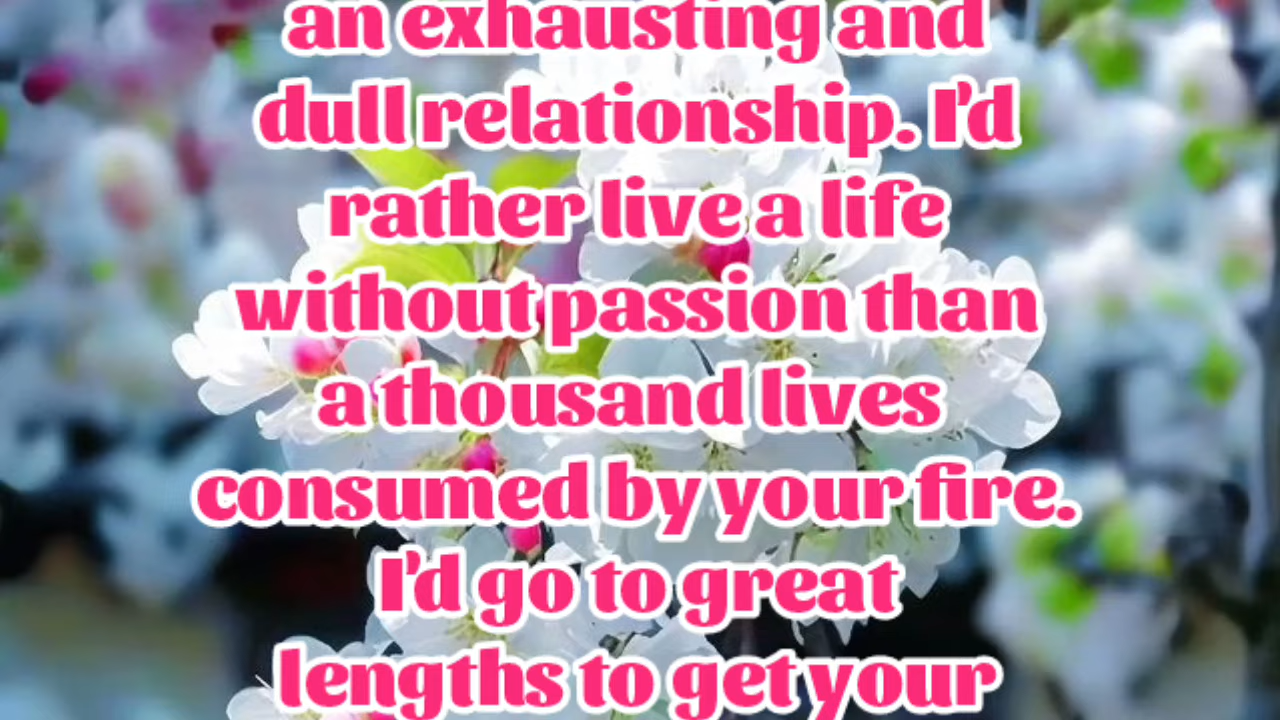 an exhausting and
dull relationship. I'd
rather live a life
without passion than
a thousand lives
consumed by your fire.
I'd go to great
lengths to get your